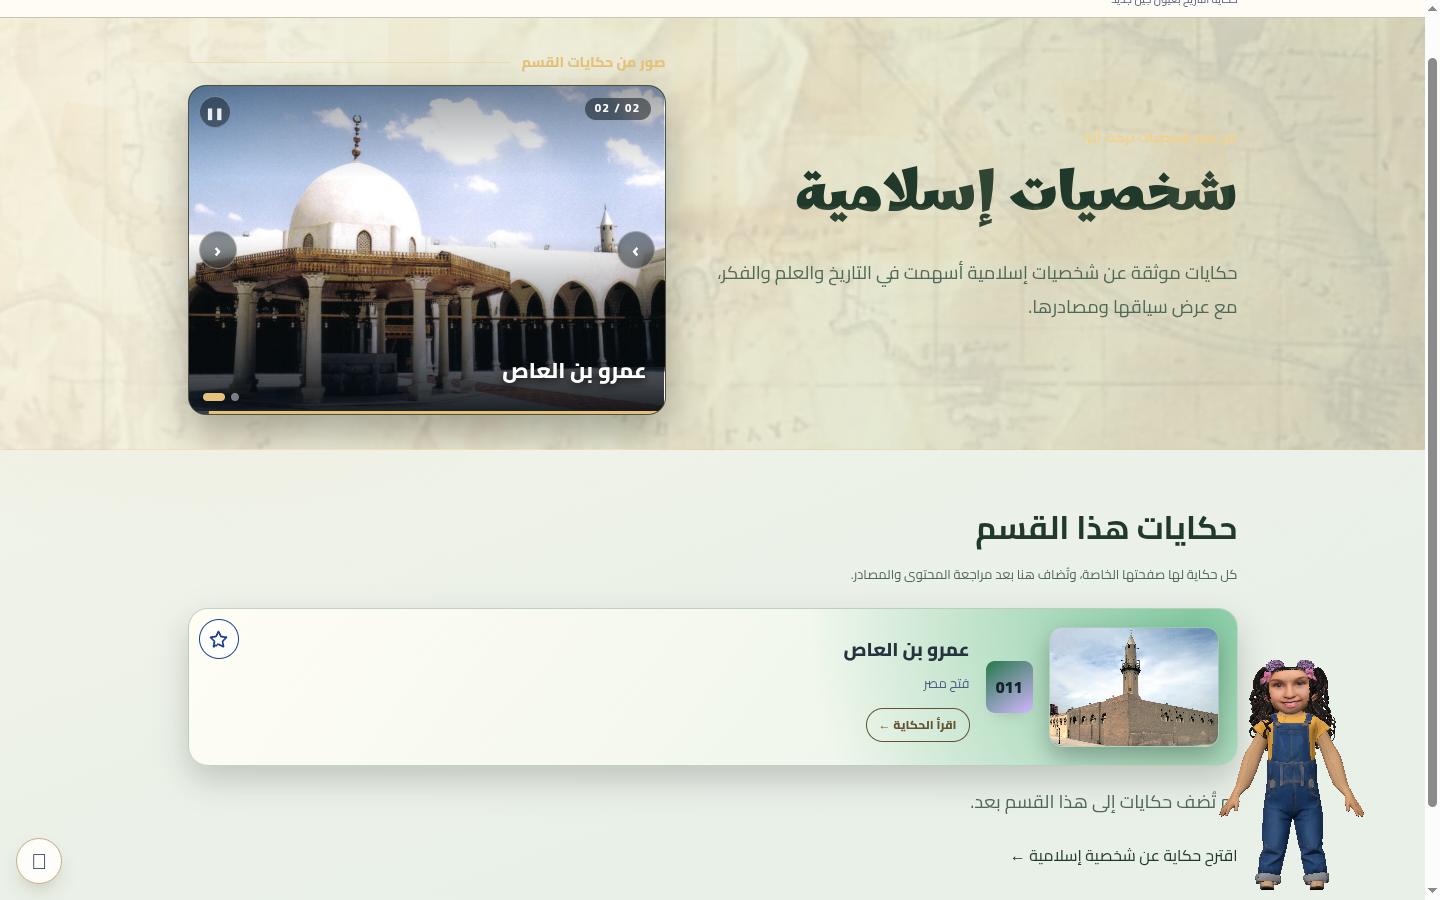 شخصيات إسلامية
حكايات موثقة عن شخصيات إسلامية أسهمت في التاريخ والعلم والفكر،
مع عرض سياقها ومصادرها.
صور من حكايات القسم
02 / 02
عمرو بن العاص
حكايات هذا القسم
كل حكاية لها صفحتها الخاصة، وتُضاف هنا بعد مراجعة المحتوى والمصادر.
011
عمرو بن العاص
فتح مصر
اقرأ الحكاية ←
تُضف حكايات إلى هذا القسم بعد.
اقترح حكاية عن شخصية إسلامية ←